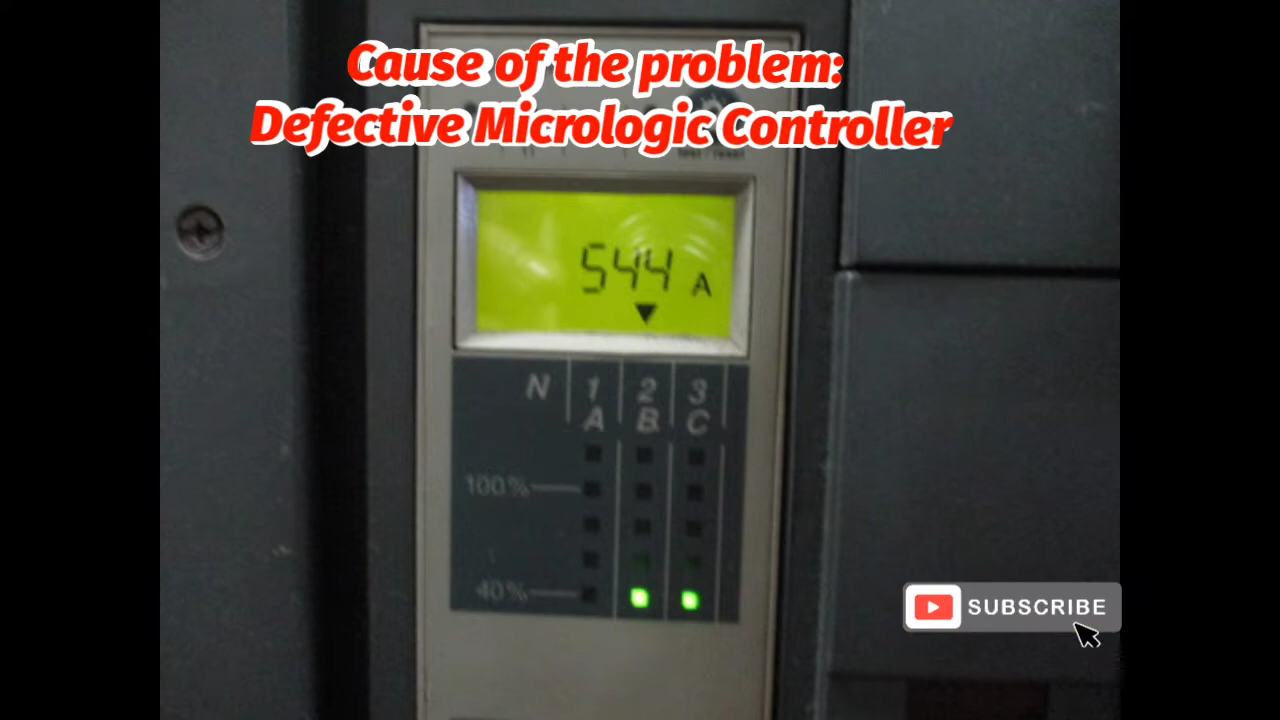 Cause of the problem:
Defective Micrologic Controller
544 A
N 1 2 3
A B C
100%
40%
SUBSCRIBE